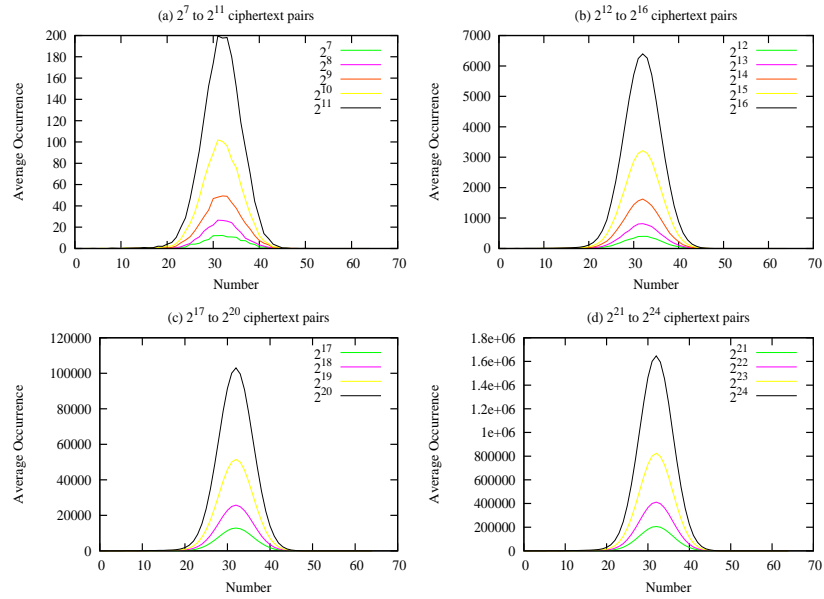 (a) 2^7 to 2^11 ciphertext pairs
200
180
160
140
120
100
80
60
40
20
0
0 10 20 30 40 50 60 70
Average Occurrence
Number
2^7
2^8
2^9
2^10
2^11
(b) 2^12 to 2^16 ciphertext pairs
7000
6000
5000
4000
3000
2000
1000
0
0 10 20 30 40 50 60 70
Average Occurrence
Number
2^12
2^13
2^14
2^15
2^16
(c) 2^17 to 2^20 ciphertext pairs
120000
100000
80000
60000
40000
20000
0
0 10 20 30 40 50 60 70
Average Occurrence
Number
2^17
2^18
2^19
2^20
(d) 2^21 to 2^24 ciphertext pairs
1.8e+06
1.6e+06
1.4e+06
1.2e+06
1e+06
800000
600000
400000
200000
0
0 10 20 30 40 50 60 70
Average Occurrence
Number
2^21
2^22
2^23
2^24